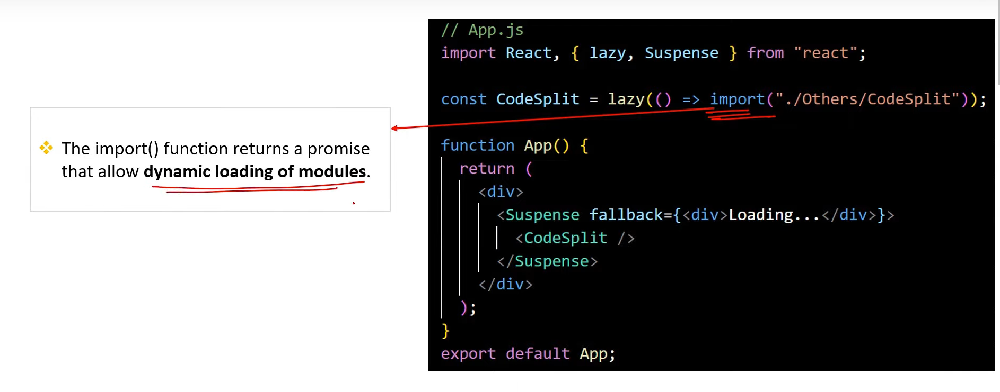 The import() function returns a promise
that allow dynamic loading of modules.
// App.js
import React, { lazy, Suspense } from "react";
const CodeSplit = lazy(() => import("./Others/CodeSplit"));
function App() {
return (
<div>
<Suspense fallback={<div>Loading...</div>}>
<CodeSplit />
</Suspense>
</div>
);
}
export default App;